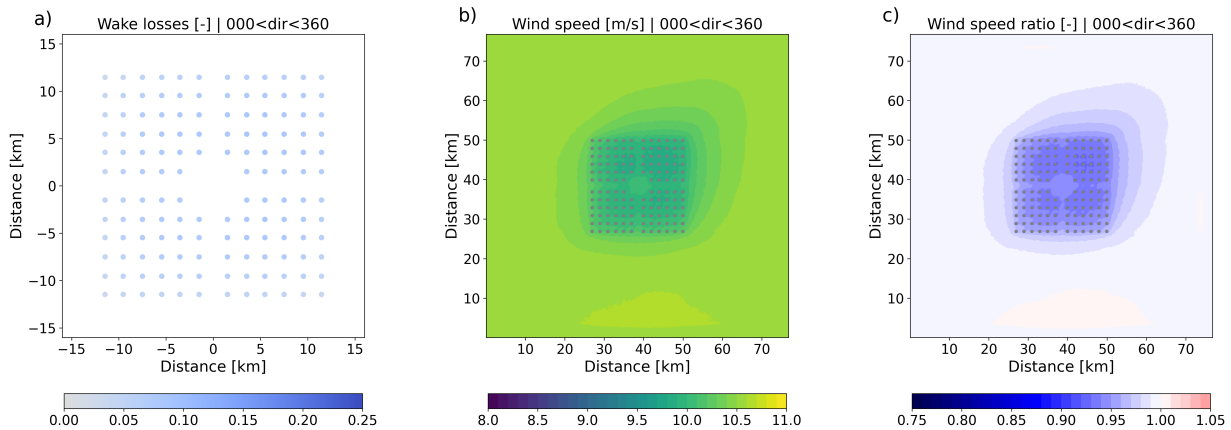 a)
Wake losses [-] | 000<dir<360
15
10
5
0
−5
−10
−15
Distance [km]
−15 −10 −5 0 5 10 15
Distance [km]
0.00 0.05 0.10 0.15 0.20 0.25
b)
Wind speed [m/s] | 000<dir<360
70
60
50
40
30
20
10
Distance [km]
10 20 30 40 50 60 70
Distance [km]
8.0 8.5 9.0 9.5 10.0 10.5 11.0
c)
Wind speed ratio [-] | 000<dir<360
70
60
50
40
30
20
10
Distance [km]
10 20 30 40 50 60 70
Distance [km]
0.75 0.80 0.85 0.90 0.95 1.00 1.05